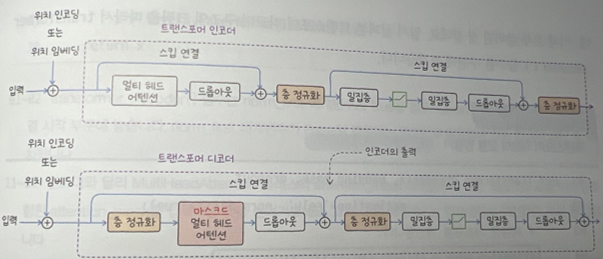 위치 인코딩
또는
위치 임베딩
트랜스포머 인코더
스킵 연결
스킵 연결
입력
멀티 헤드
어텐션
드롭아웃
층 정규화
밀집층
밀집층
드롭아웃
층 정규화
위치 인코딩
또는
위치 임베딩
트랜스포머 디코더
인코더의 출력
스킵 연결
스킵 연결
입력
층 정규화
마스크드
멀티 헤드
어텐션
드롭아웃
층 정규화
밀집층
밀집층
드롭아웃